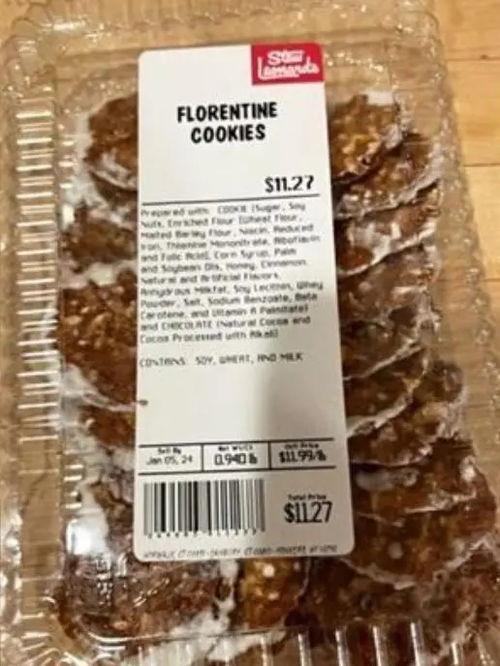 Stew
Leonard's
FLORENTINE
COOKIES
$11.27
Prepared with: COOKIE (Sugar, Soy
Nuts, Enriched Flour (Wheat Flour,
Malted Barley Flour, Niacin, Reduced
Iron, Thiamine Mononitrate, Riboflavin
and Folic Acid), Corn Syrup, Palm
and Soybean Oils, Honey, Cinnamon,
Natural and Artificial Flavors,
Anhydrous Milkfat, Soy Lecithin, Whey
Powder, Salt, Sodium Benzoate, Beta
Carotene, and Vitamin A Palmitate)
and CHOCOLATE (Natural Cocoa and
Cocoa Processed with Alkali)
CONTAINS: SOY, WHEAT, AND MILK
Sell By Net Wt/Ct Unit Price
Jan 05, 24 0.940 lb $11.99/lb
Total Price
$11.27